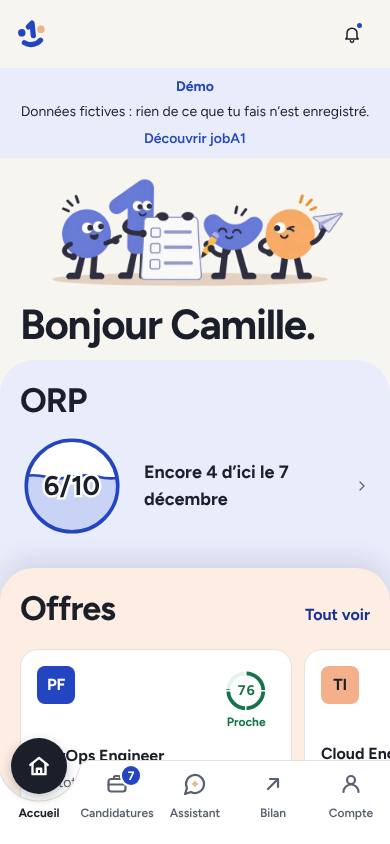 Démo
Données fictives : rien de ce que tu fais n’est enregistré.
Découvrir jobA1
Bonjour Camille.
ORP
6/10
Encore 4 d’ici le 7
décembre
Offres
Tout voir
PF
76
Proche
TI
Ops Engineer
Cloud
7
Accueil
Candidatures
Assistant
Bilan
Compte